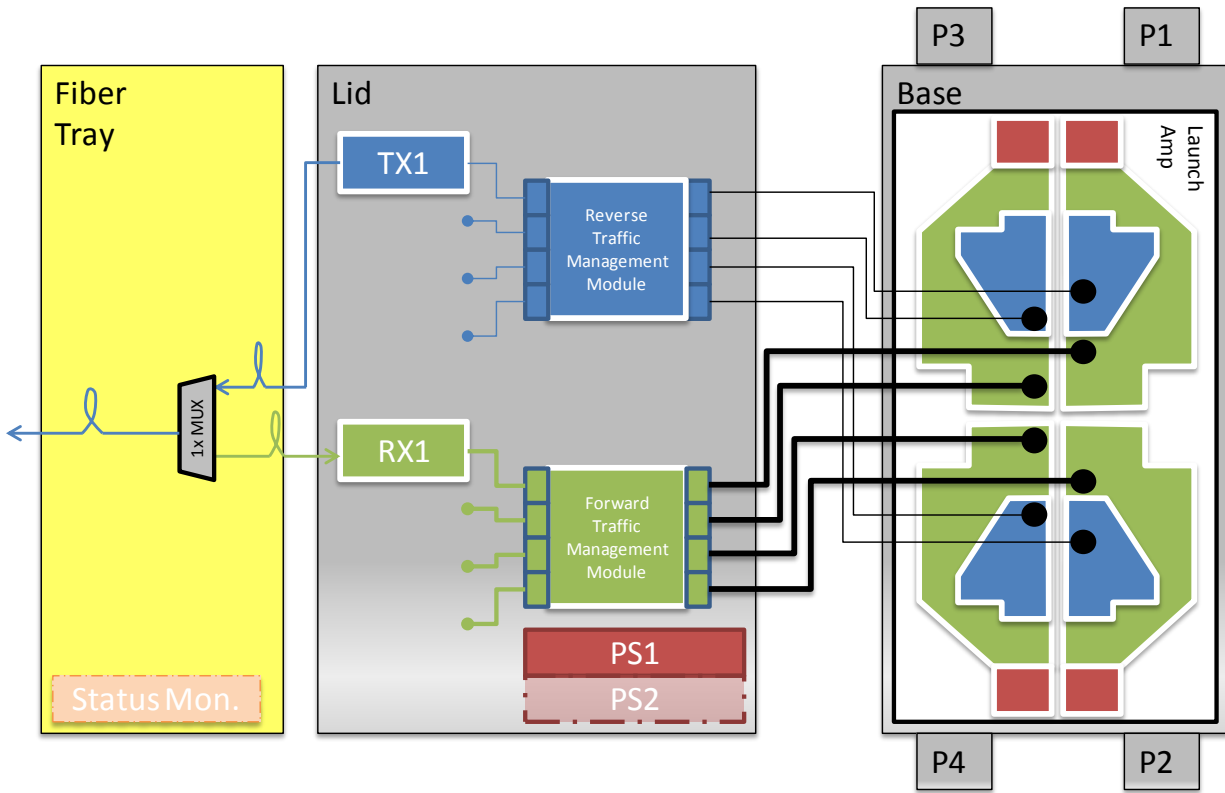 P3
P1
Fiber
Tray
Lid
Base
TX1
Reverse
Traffic
Management
Module
Launch
Amp
1x MUX
RX1
Forward
Traffic
Management
Module
PS1
PS2
Status Mon.
P4
P2